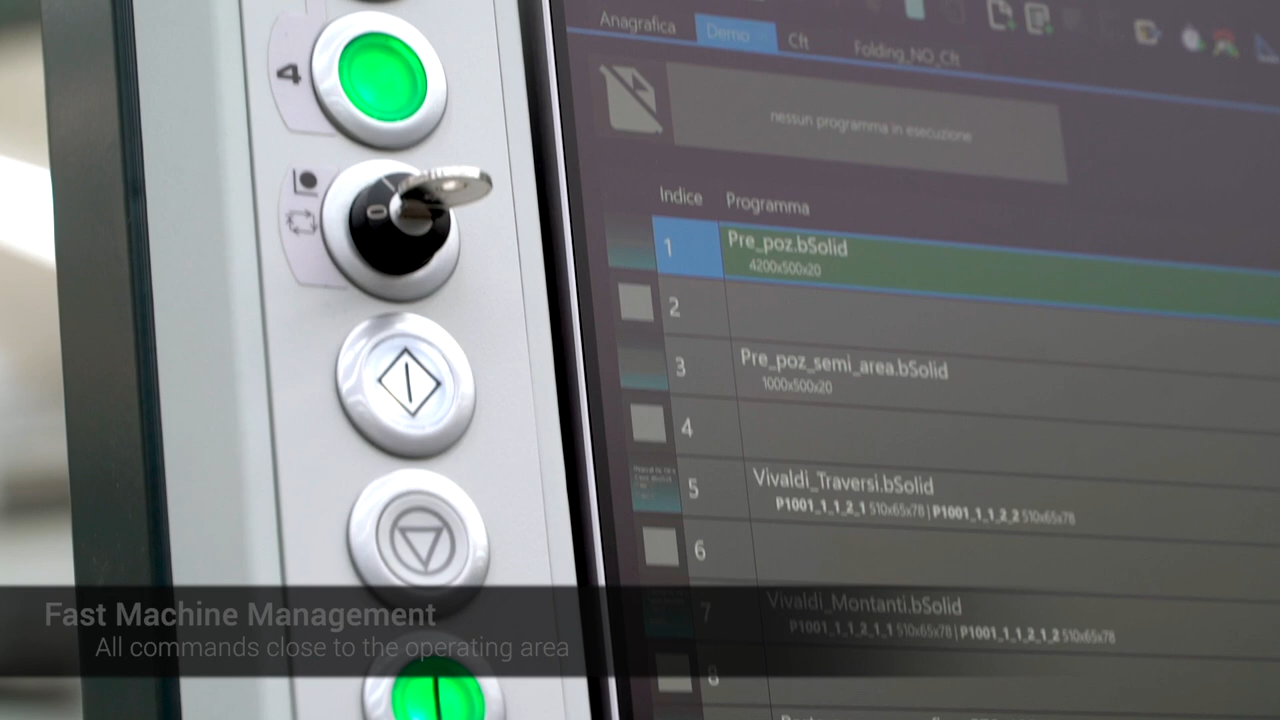 4
0
Anagrafica Demo Cft Folding_NO_Cft
nessun programma in esecuzione
Indice Programma
1 Pre_poz.bSolid
4200x500x20
2
3 Pre_poz_semi_area.bSolid
1000x500x20
4
5 Vivaldi_Traversi.bSolid
P1001_1_1_2_1 510x65x78 | P1001_1_1_2_2 510x65x78
6
7 Vivaldi_Montanti.bSolid
P1001_1_1_2_1_1 510x65x78 | P1001_1_1_2_1_2 510x65x78
8
Fast Machine Management
All commands close to the operating area